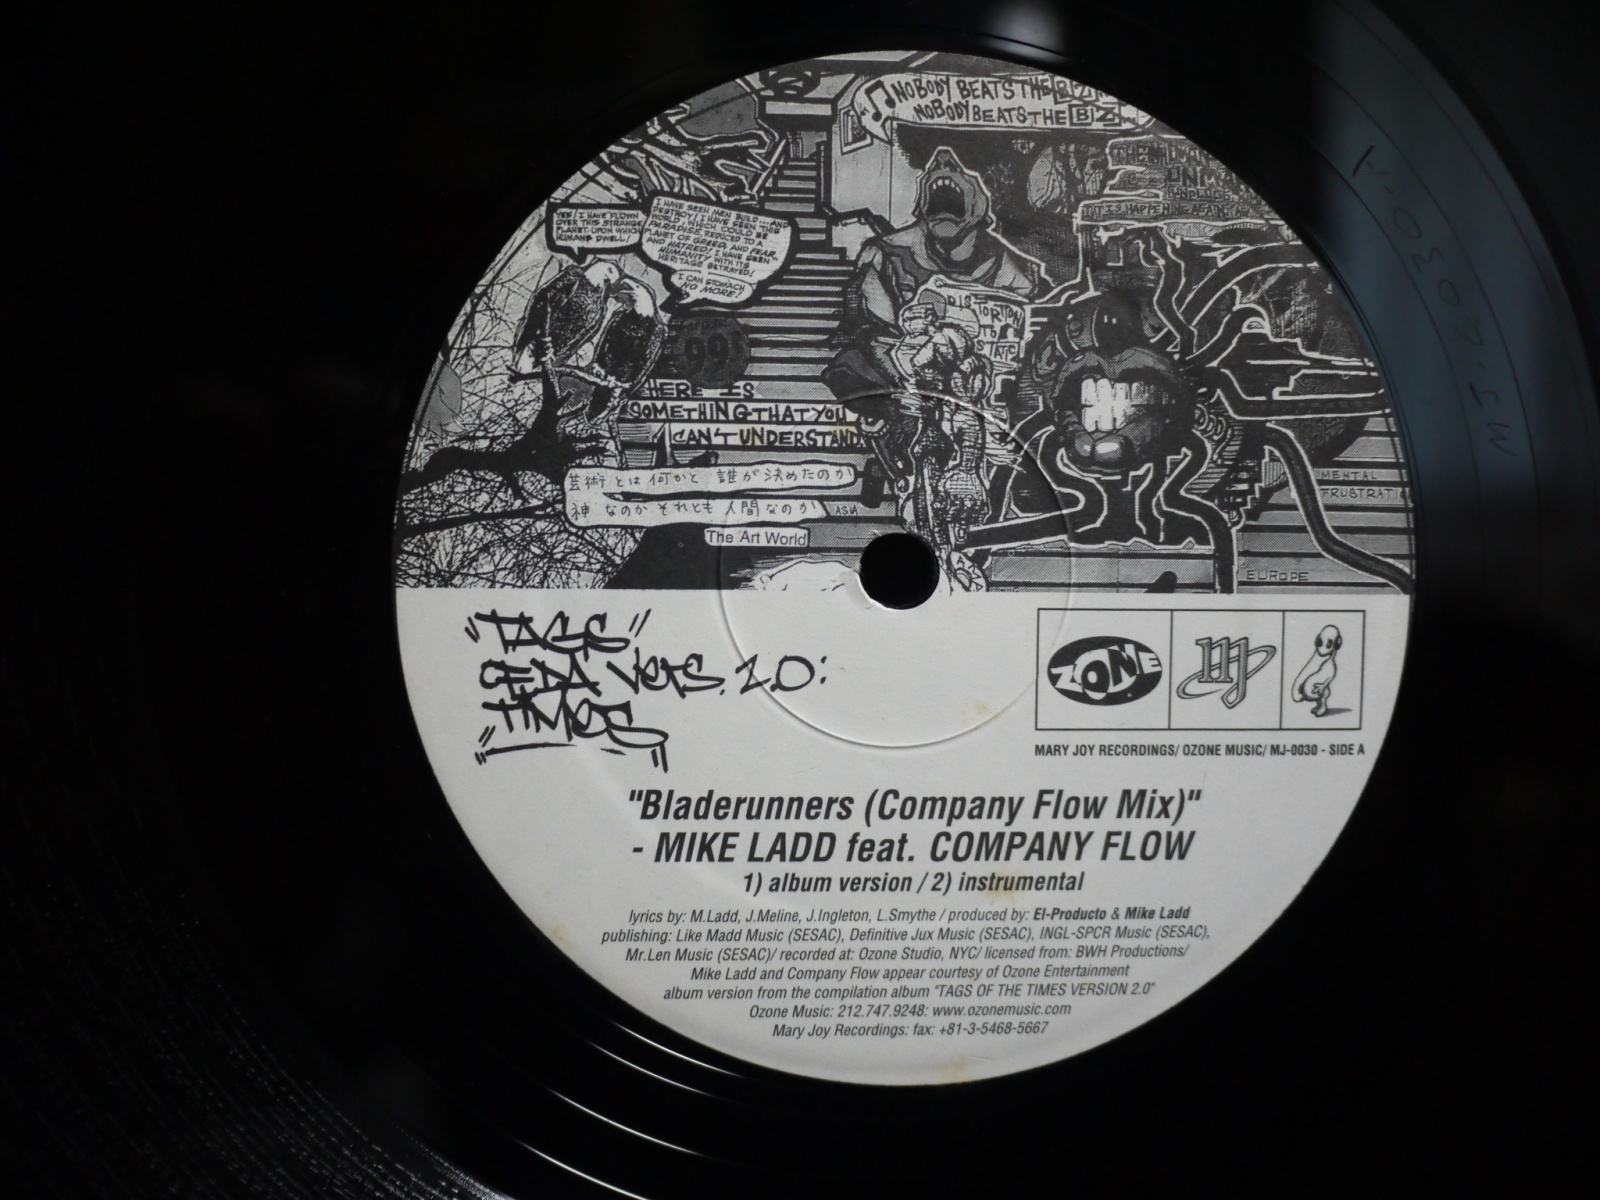 NOBODY BEATS THE BIZ
NOBODY BEATS THE BIZ
YES! I HAVE FLOWN
OVER THIS STRANGE
PLANET UPON WHICH
HUMANS DWELL!
I HAVE SEEN MEN BUILD --- AND
DESTROY! I HAVE SEEN THIS
WORLD, WHICH COULD BE
PARADISE, REDUCED TO A
PLANET OF GREED, AND FEAR,
AND HATRED! I HAVE SEEN
HUMANITY WITH ITS
HERITAGE BETRAYED!
I CAN STOMACH
NO MORE!
IT IS HAPPENING AGAIN
DISTORTION
TO
STATIC
HERE IS
SOMETHING THAT YOU
CAN'T UNDERSTAND
芸術とは何かと 誰が決めたのか
神なのか それとも 人間なのか
ASIA
The Art World
MENTAL
FRUSTRATI
EUROPE
MJ-0030-A
"TAGS
OF DA VERS. 2.0:
TIMES"
OZONE
MJ
MARY JOY RECORDINGS/ OZONE MUSIC/ MJ-0030 - SIDE A
"Bladerunners (Company Flow Mix)"
- MIKE LADD feat. COMPANY FLOW
1) album version / 2) instrumental
lyrics by: M.Ladd, J.Meline, J.Ingleton, L.Smythe / produced by: El-Producto & Mike Ladd
publishing: Like Madd Music (SESAC), Definitive Jux Music (SESAC), INGL-SPCR Music (SESAC),
Mr.Len Music (SESAC)/ recorded at: Ozone Studio, NYC/ licensed from: BWH Productions/
Mike Ladd and Company Flow appear courtesy of Ozone Entertainment
album version from the compilation album "TAGS OF THE TIMES VERSION 2.0"
Ozone Music: 212.747.9248: www.ozonemusic.com
Mary Joy Recordings: fax: +81-3-5468-5667